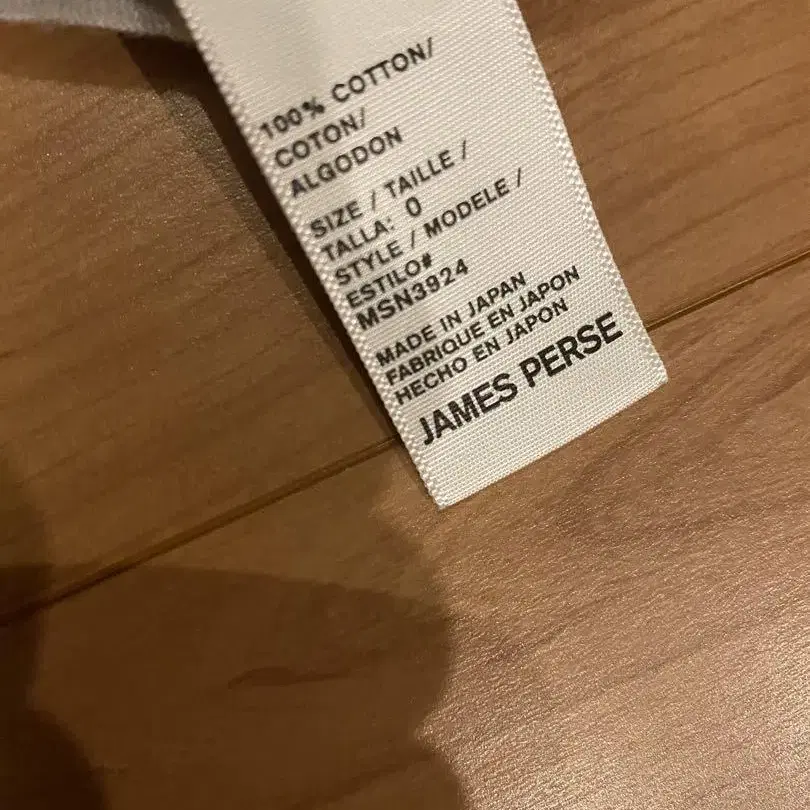 100% COTTON/
COTON/
ALGODON
SIZE / TAILLE /
TALLA: 0
STYLE / MODELE /
ESTILO#
MSN3924
MADE IN JAPAN
FABRIQUE EN JAPON
HECHO EN JAPON
JAMES PERSE